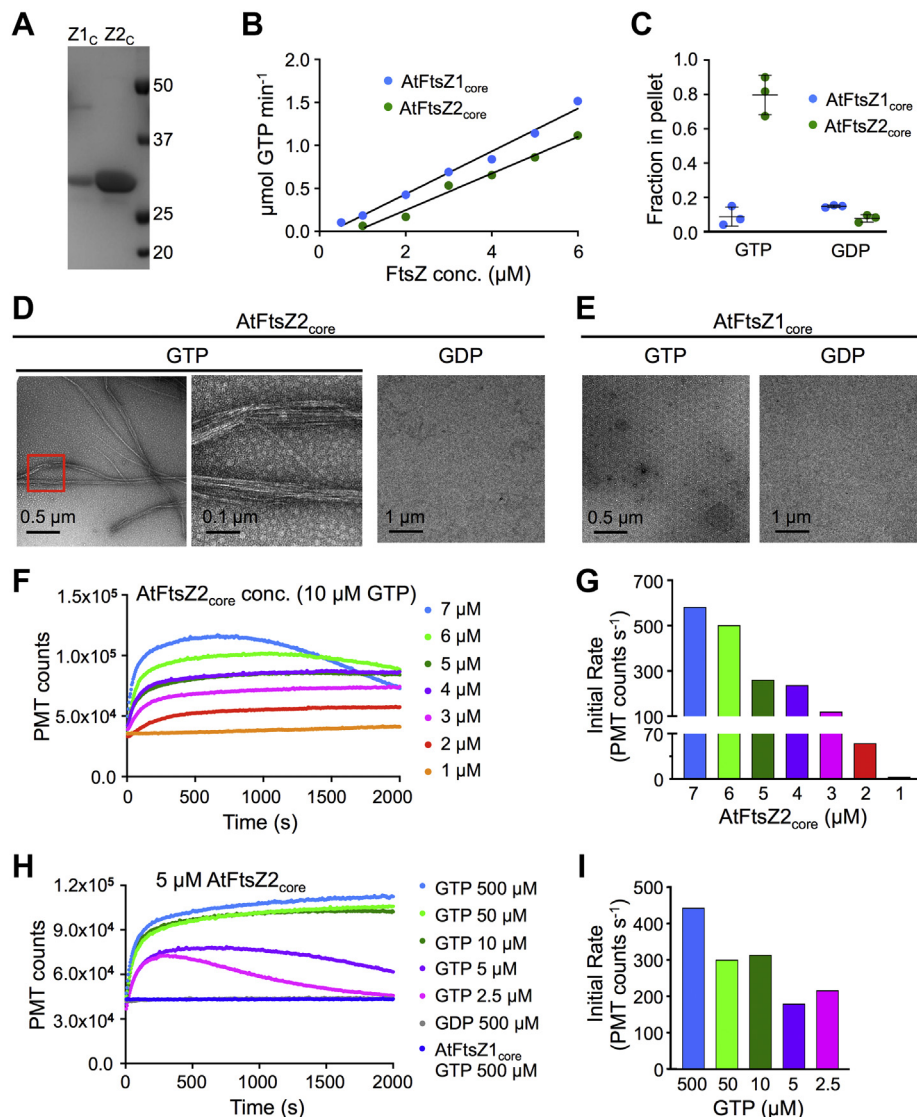 A
Z1C Z2C
50
37
25
20
B
2.0
1.5
1.0
0.5
0.0
0 2 4 6
µmol GTP min-1
FtsZ conc. (µM)
AtFtsZ1core
AtFtsZ2core
C
1.0
0.8
0.6
0.4
0.2
0.0
Fraction in pellet
GTP GDP
AtFtsZ1core
AtFtsZ2core
D
AtFtsZ2core
GTP GDP
0.5 µm
0.1 µm
1 µm
E
AtFtsZ1core
GTP GDP
0.5 µm
1 µm
F
AtFtsZ2core conc. (10 µM GTP)
1.5x10⁵
1.0x10⁵
5.0x10⁴
0.0
PMT counts
0 500 1000 1500 2000
Time (s)
7 µM
6 µM
5 µM
4 µM
3 µM
2 µM
1 µM
G
700
500
300
100
70
0
Initial Rate
(PMT counts s⁻¹)
7 6 5 4 3 2 1
AtFtsZ2core (µM)
H
5 µM AtFtsZ2core
1.2x10⁵
9.0x10⁴
6.0x10⁴
3.0x10⁴
0.0
PMT counts
0 500 1000 1500 2000
Time (s)
GTP 500 µM
GTP 50 µM
GTP 10 µM
GTP 5 µM
GTP 2.5 µM
GDP 500 µM
AtFtsZ1core
GTP 500 µM
I
500
400
300
200
100
0
Initial Rate
(PMT counts s⁻¹)
500 50 10 5 2.5
GTP (µM)